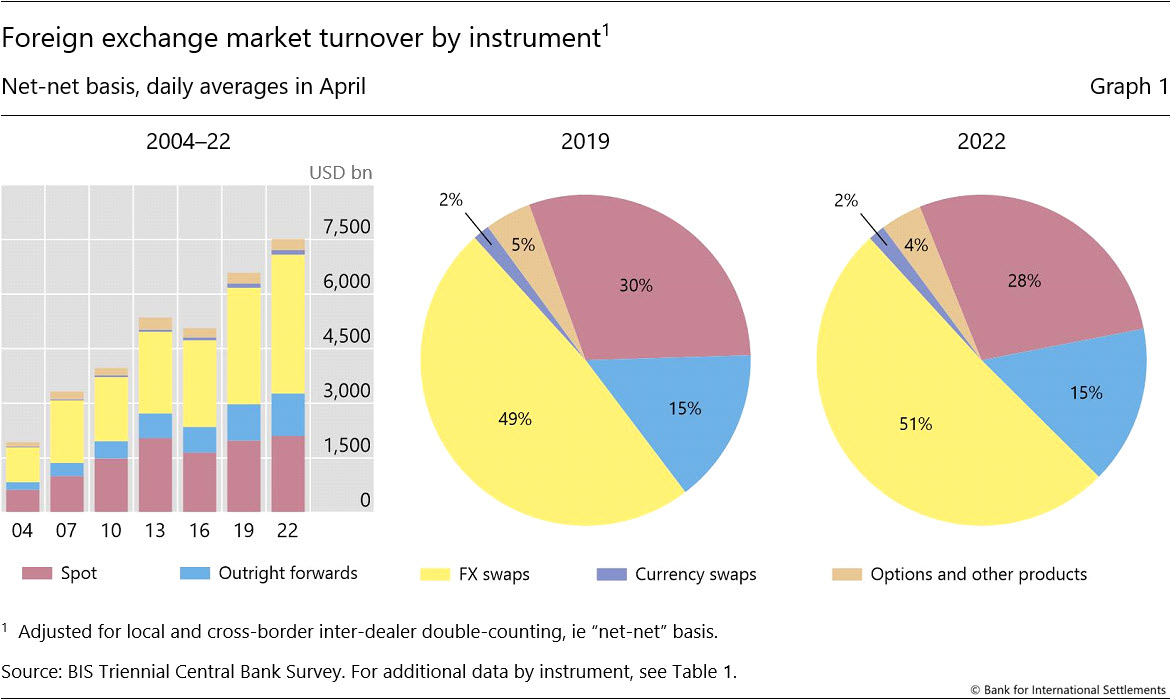 Foreign exchange market turnover by instrument1
Net-net basis, daily averages in April
Graph 1
2004–22
USD bn
7,500
6,000
4,500
3,000
1,500
0
04 07 10 13 16 19 22
2019
2%
5%
30%
15%
49%
2022
2%
4%
28%
15%
51%
Spot Outright forwards FX swaps Currency swaps Options and other products
1 Adjusted for local and cross-border inter-dealer double-counting, ie “net-net” basis.
Source: BIS Triennial Central Bank Survey. For additional data by instrument, see Table 1.
© Bank for International Settlements